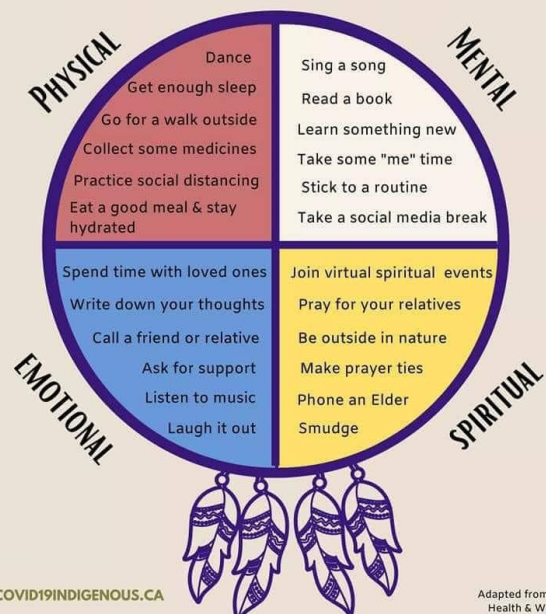 PHYSICAL
Dance
Get enough sleep
Go for a walk outside
Collect some medicines
Practice social distancing
Eat a good meal & stay
hydrated
MENTAL
Sing a song
Read a book
Learn something new
Take some "me" time
Stick to a routine
Take a social media break
EMOTIONAL
Spend time with loved ones
Write down your thoughts
Call a friend or relative
Ask for support
Listen to music
Laugh it out
SPIRITUAL
Join virtual spiritual events
Pray for your relatives
Be outside in nature
Make prayer ties
Phone an Elder
Smudge
COVID19INDIGENOUS.CA
Adapted from
Health & W